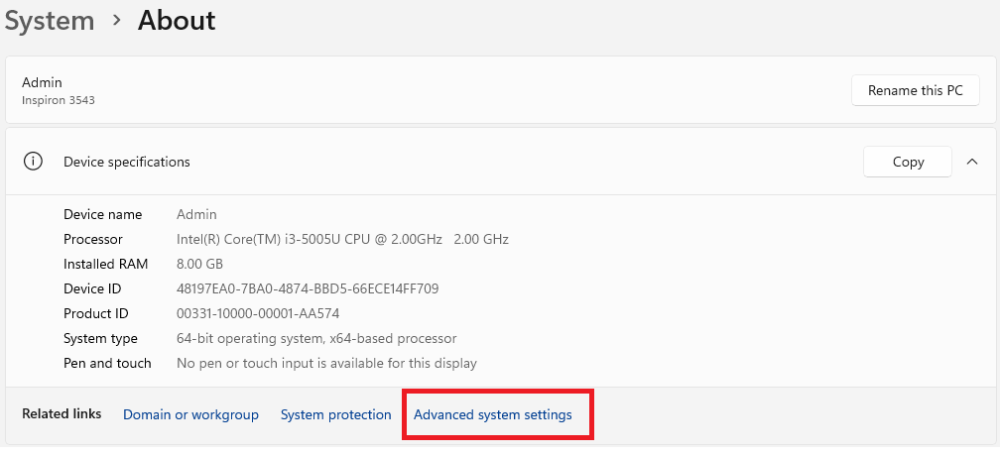 System > About
Admin
Inspiron 3543
Rename this PC
Device specifications
Copy
Device name Admin
Processor Intel(R) Core(TM) i3-5005U CPU @ 2.00GHz 2.00 GHz
Installed RAM 8.00 GB
Device ID 48197EA0-7BA0-4874-BBD5-66ECE14FF709
Product ID 00331-10000-00001-AA574
System type 64-bit operating system, x64-based processor
Pen and touch No pen or touch input is available for this display
Related links Domain or workgroup System protection Advanced system settings